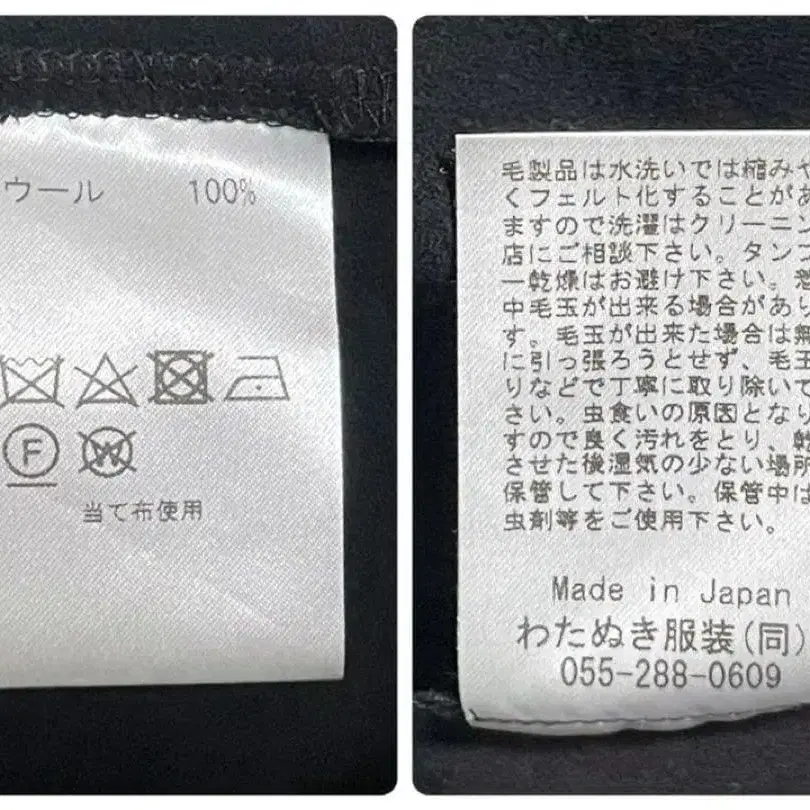 ウール 100%
F
W
当て布使用
毛製品は水洗いでは縮みや
くフェルト化することがあ
ますので洗濯はクリーニン
店にご相談下さい。タンブ
ー乾燥はお避け下さい。着
中毛玉が出来る場合があり
す。毛玉が出来た場合は無
に引っ張ろうとせず、毛玉
りなどで丁寧に取り除いて
さい。虫食いの原因となり
すので良く汚れをとり、乾
させた後湿気の少ない場所
保管して下さい。保管中は
虫剤等をご使用下さい。
Made in Japan
わたぬき服装(同)
055-288-0609